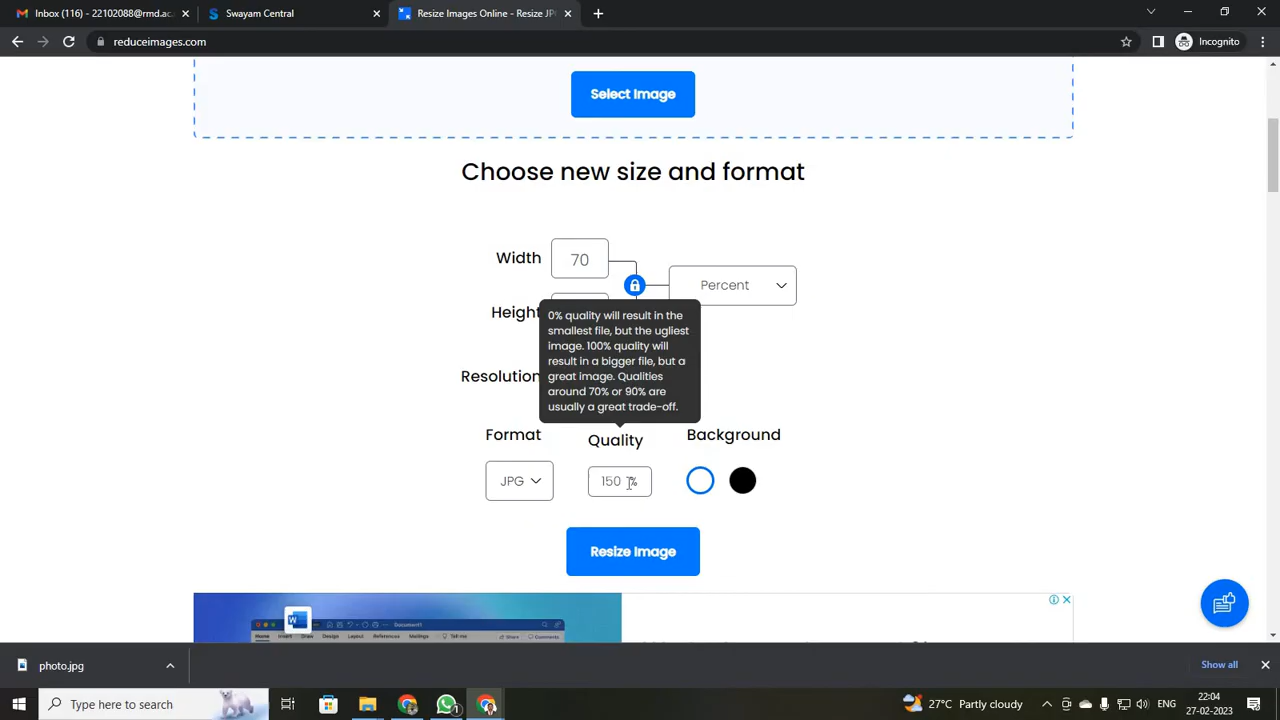 Inbox (116) - 22102088@rmd.ac.
Swayam Central
Resize Images Online - Resize JP
reduceimages.com
Incognito
Select Image
Choose new size and format
Width
70
Percent
Height
0% quality will result in the
smallest file, but the ugliest
image. 100% quality will
result in a bigger file, but a
great image. Qualities
around 70% or 90% are
usually a great trade-off.
Resolution
Format
Quality
Background
JPG
150 %
Resize Image
photo.jpg
Show all
Type here to search
27°C Partly cloudy
ENG
22:04
27-02-2023